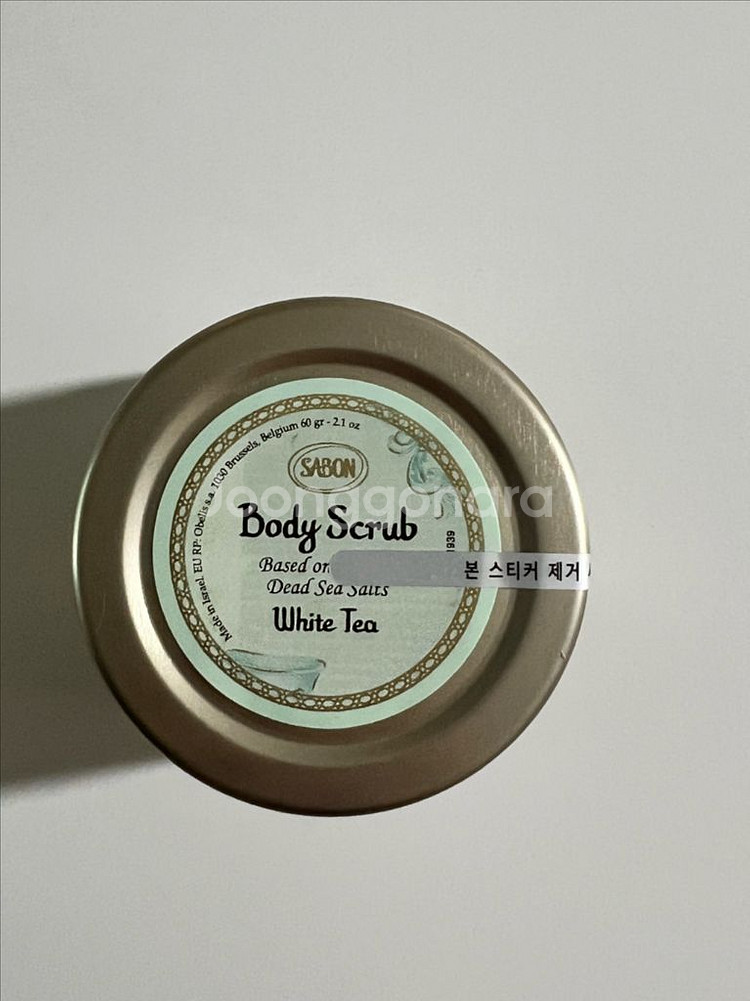 Made in Israel. EU RP: Obelis s.a. 1030 Brussels, Belgium 60 gr - 2.1 oz
SABON
joonggonara
Body Scrub
1939
Based on
본 스티커 제거
Dead Sea Salts
White Tea